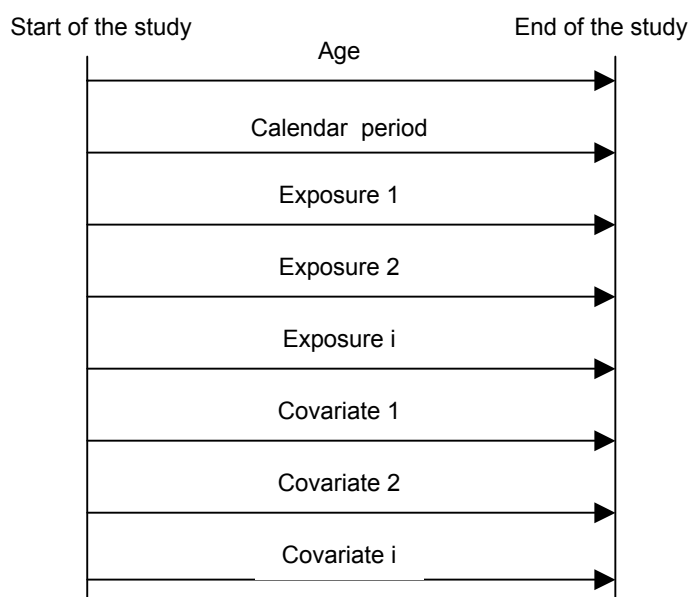 Start of the study
End of the study
Age
Calendar period
Exposure 1
Exposure 2
Exposure i
Covariate 1
Covariate 2
Covariate i